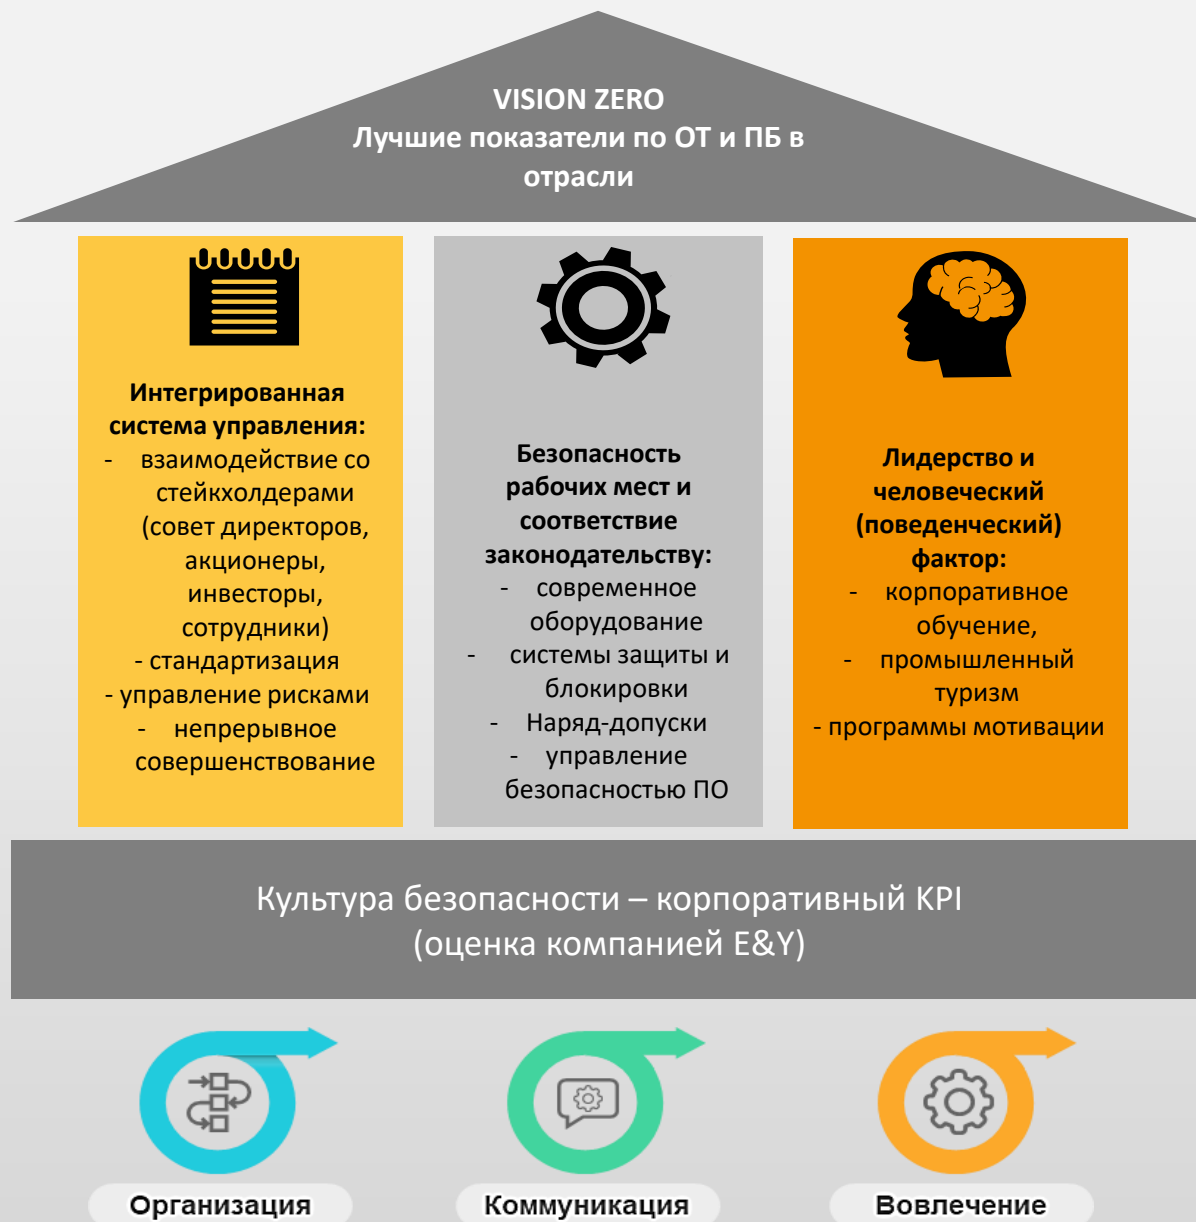 VISION ZERO
Лучшие показатели по ОТ и ПБ в
отрасли
Интегрированная
система управления:
- взаимодействие со
стейкхолдерами
(совет директоров,
акционеры,
инвесторы,
сотрудники)
- стандартизация
- управление рисками
- непрерывное
совершенствование
Безопасность
рабочих мест и
соответствие
законодательству:
- современное
оборудование
- системы защиты и
блокировки
- Наряд-допуски
- управление
безопасностью ПО
Лидерство и
человеческий
(поведенческий)
фактор:
- корпоративное
обучение,
- промышленный
туризм
- программы мотивации
Культура безопасности – корпоративный KPI
(оценка компанией E&Y)
Организация
Коммуникация
Вовлечение